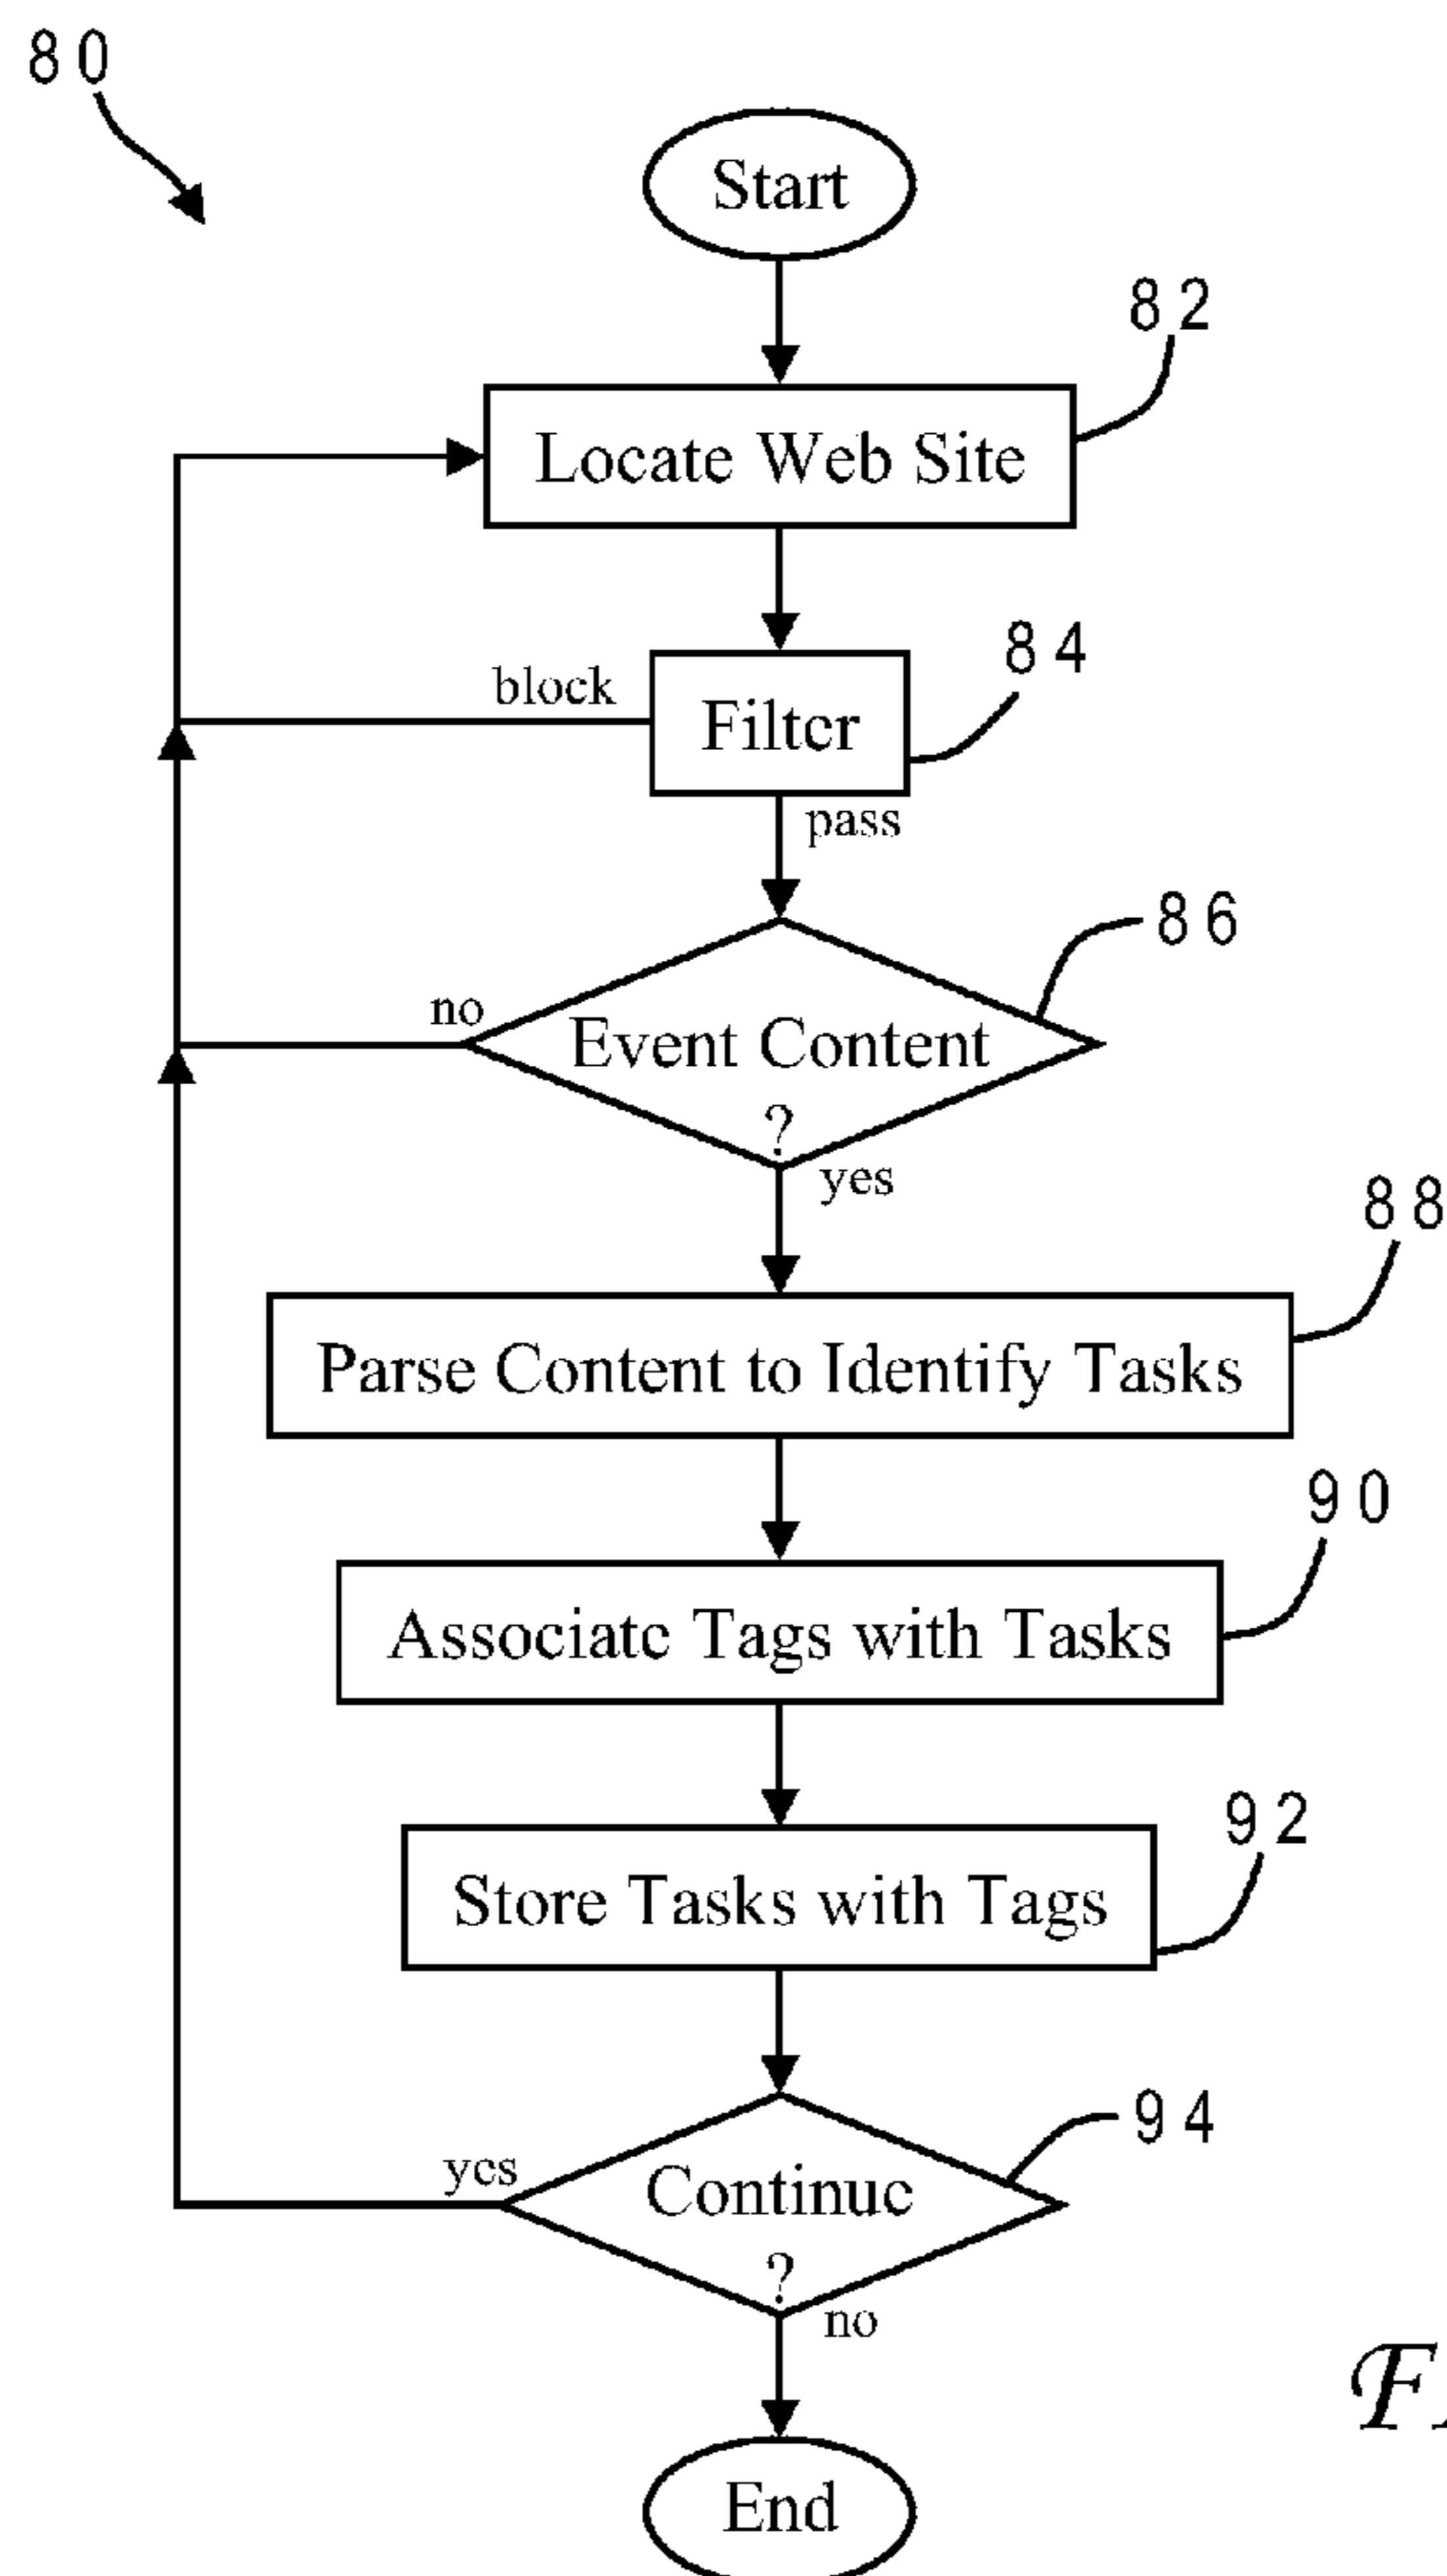 80
Start
82
Locate Web Site
84
block
Filter
pass
86
no
Event Content
?
yes
88
Parse Content to Identify Tasks
90
Associate Tags with Tasks
92
Store Tasks with Tags
94
yes
Continue
?
no
End